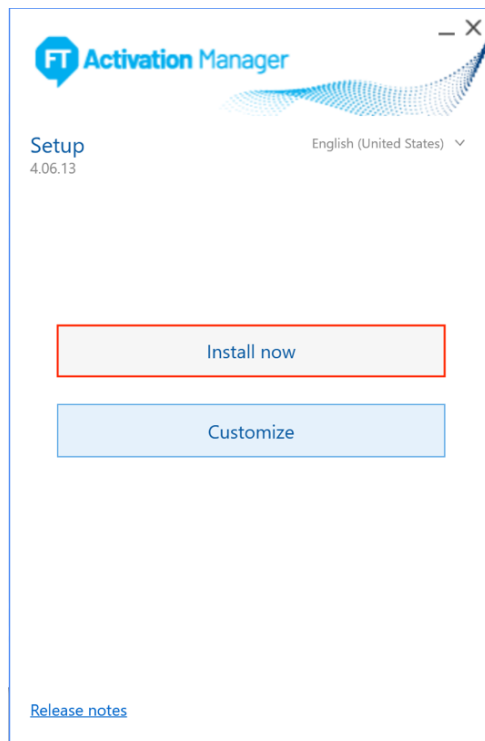 FT Activation Manager
Setup
English (United States)
4.06.13
Install now
Customize
Release notes